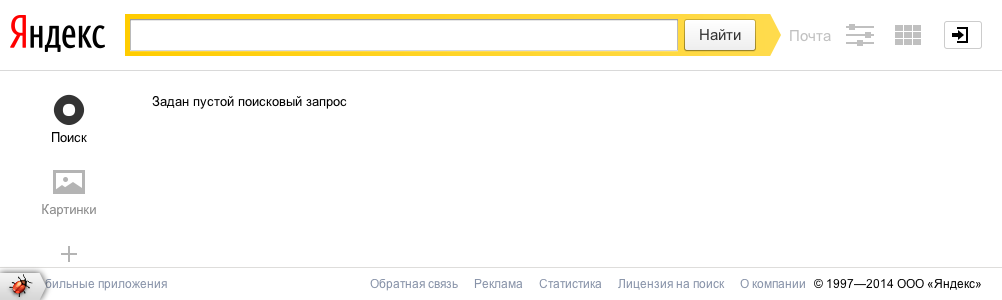 Яндекс
Найти
Почта
Задан пустой поисковый запрос
Поиск
Картинки
бильные приложения Обратная связь Реклама Статистика Лицензия на поиск О компании © 1997—2014 ООО «Яндекс»